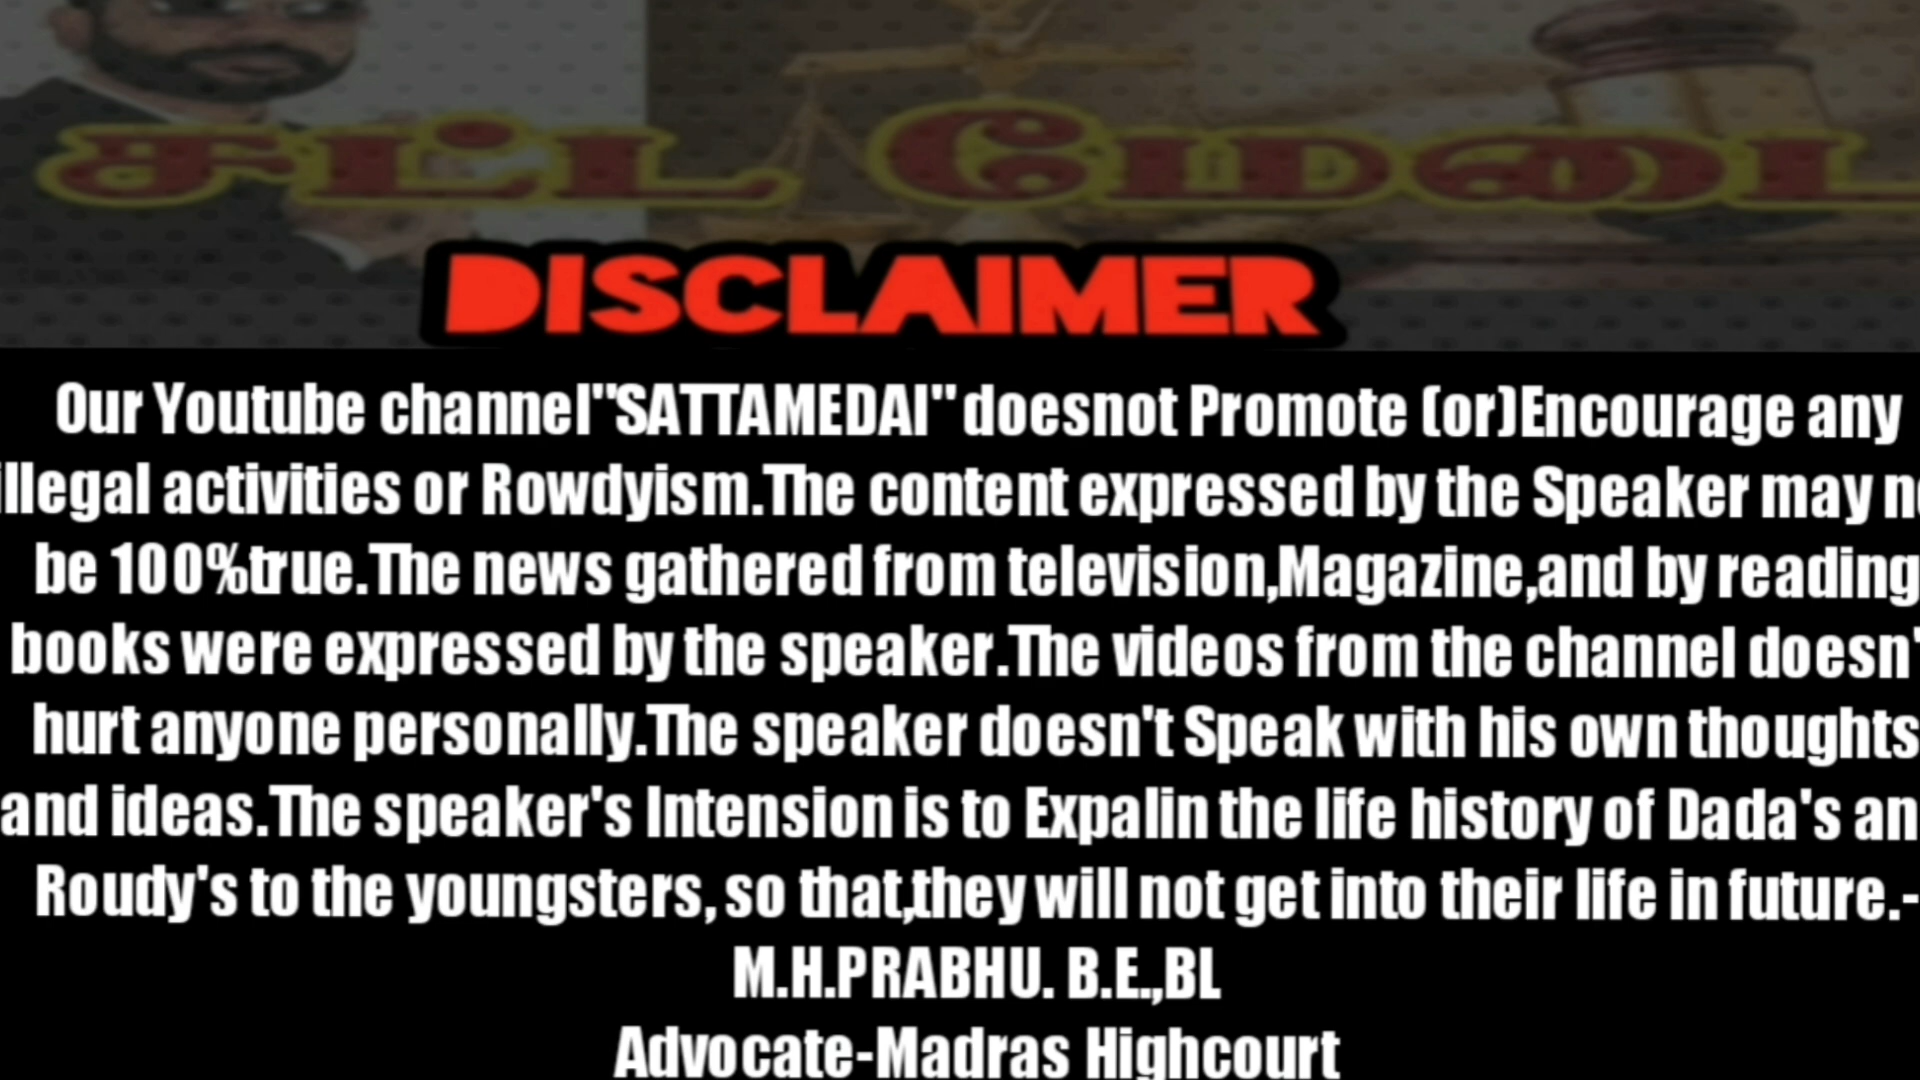 சட்ட மேடை
DISCLAIMER
Our Youtube channel"SATTAMEDAI" doesnot Promote (or)Encourage any
illegal activities or Rowdyism.The content expressed by the Speaker may
be 100%true.The news gathered from television,Magazine,and by reading
books were expressed by the speaker.The videos from the channel doesn'
hurt anyone personally.The speaker doesn't Speak with his own thoughts
and ideas.The speaker's Intension is to Expalin the life history of Dada's an
Roudy's to the youngsters, so that,they will not get into their life in future.-
M.H.PRABHU. B.E.,BL
Advocate-Madras Highcourt